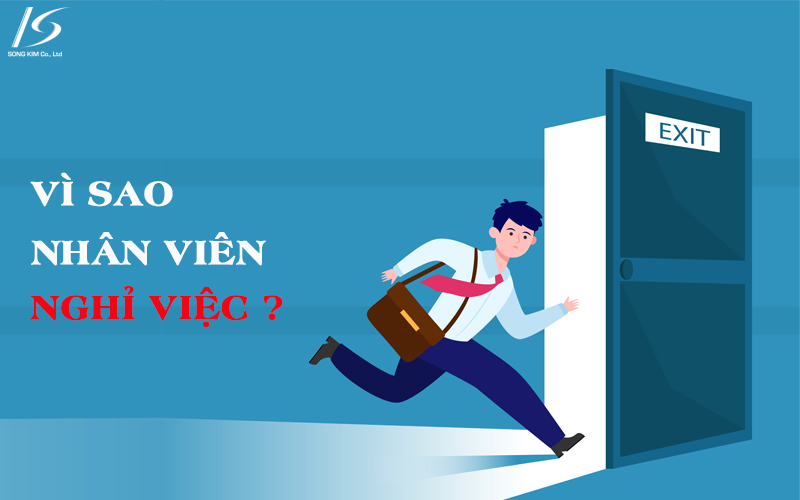 SONG KIM Co., Ltd
VÌ SAO
NHÂN VIÊN
NGHỈ VIỆC ?
EXIT